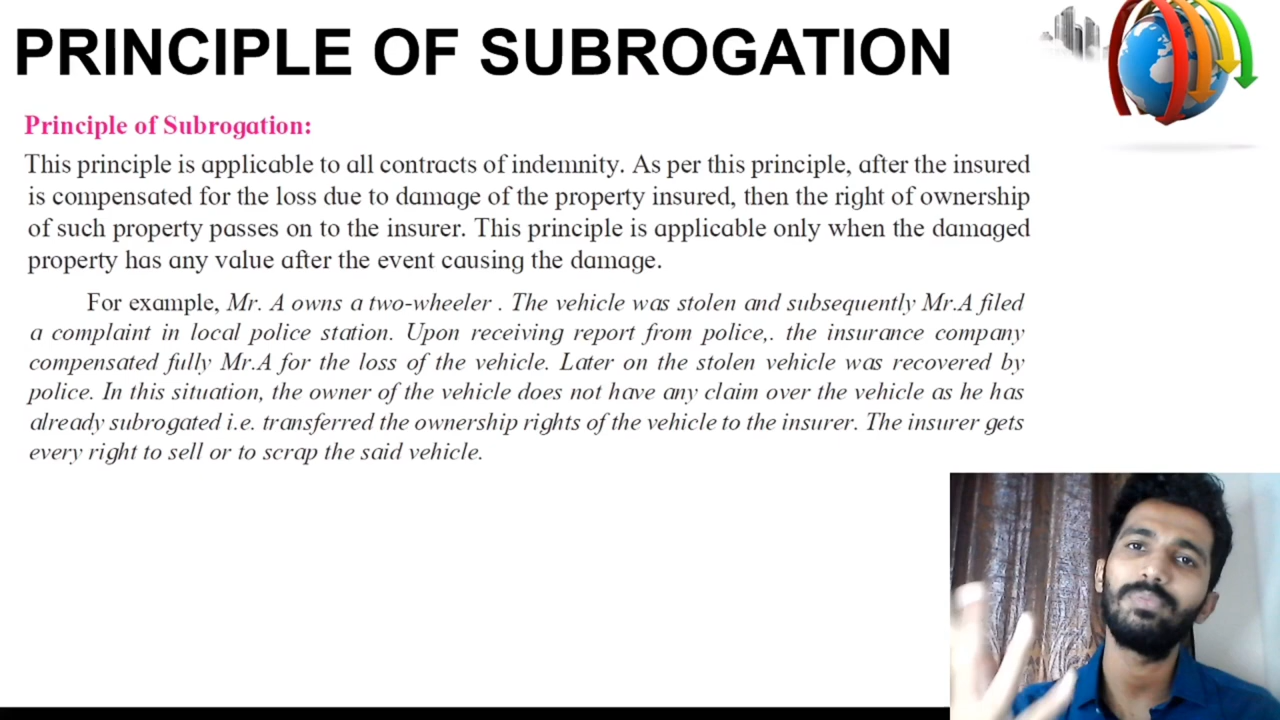 PRINCIPLE OF SUBROGATION
Principle of Subrogation:
This principle is applicable to all contracts of indemnity. As per this principle, after the insured
is compensated for the loss due to damage of the property insured, then the right of ownership
of such property passes on to the insurer. This principle is applicable only when the damaged
property has any value after the event causing the damage.
For example, Mr. A owns a two-wheeler . The vehicle was stolen and subsequently Mr.A filed
a complaint in local police station. Upon receiving report from police,. the insurance company
compensated fully Mr.A for the loss of the vehicle. Later on the stolen vehicle was recovered by
police. In this situation, the owner of the vehicle does not have any claim over the vehicle as he has
already subrogated i.e. transferred the ownership rights of the vehicle to the insurer. The insurer gets
every right to sell or to scrap the said vehicle.